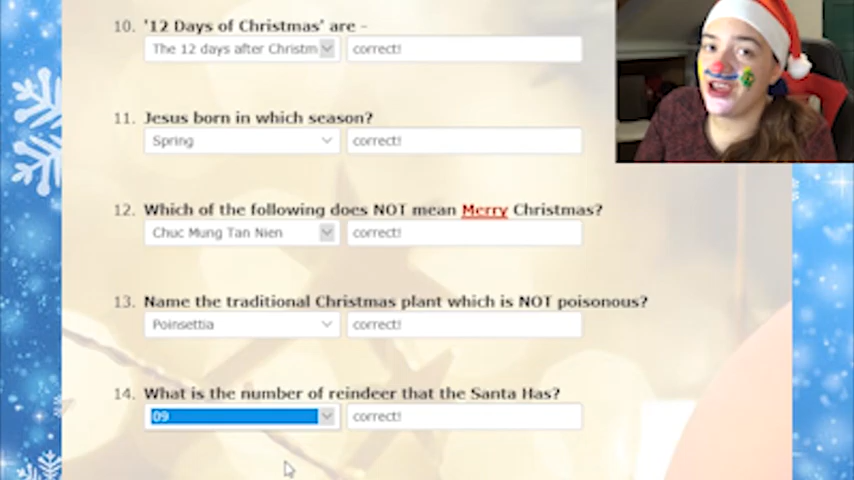 10. '12 Days of Christmas' are -
The 12 days after Christm correct!
11. Jesus born in which season?
Spring correct!
12. Which of the following does NOT mean Merry Christmas?
Chuc Mung Tan Nien correct!
13. Name the traditional Christmas plant which is NOT poisonous?
Poinsettia correct!
14. What is the number of reindeer that the Santa Has?
09 correct!